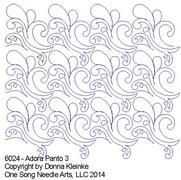 6024 - Adora Panto 3
Copyright by Donna Kleinke
One Song Needle Arts, LLC 2014